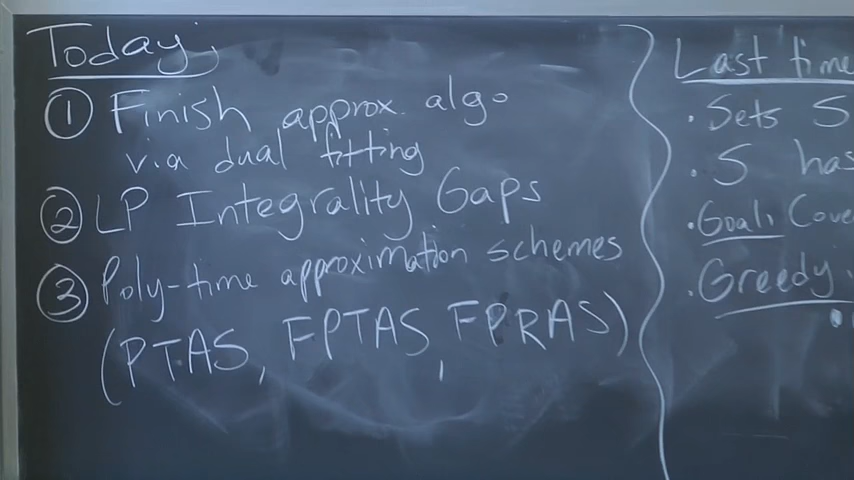 Today:
① Finish approx. algo
via dual fitting
② LP Integrality Gaps
③ Poly-time approximation schemes
(PTAS, FPTAS, FPRAS)
Last time
· Sets S
· S has
· Goal: Cove
· Greedy